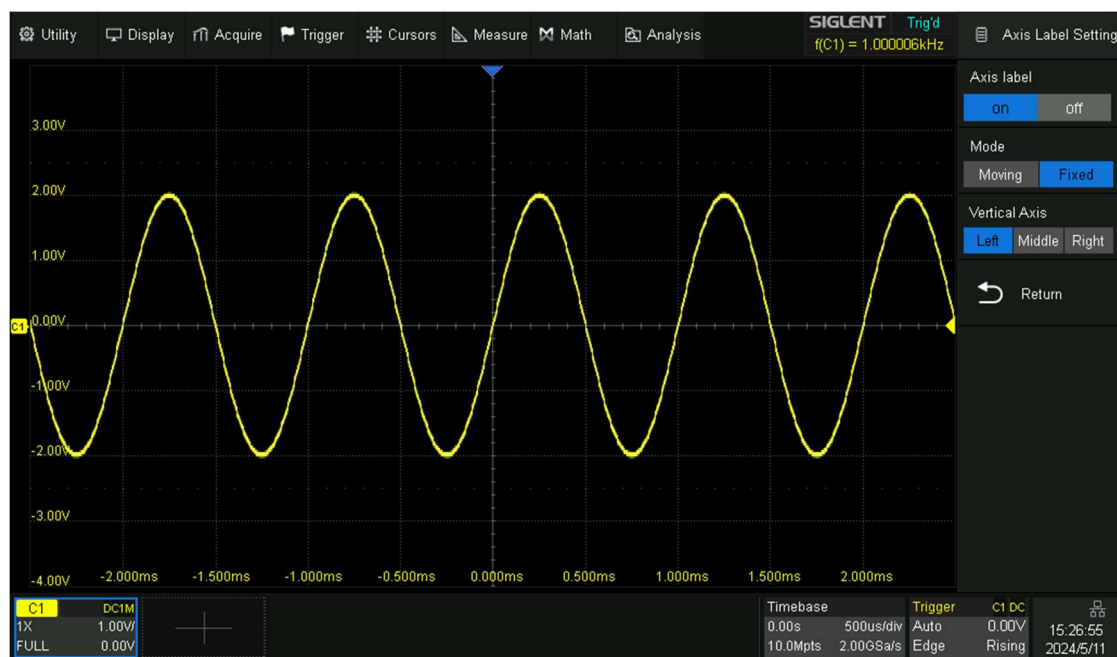 Utility Display Acquire Trigger Cursors Measure Math Analysis
SIGLENT Trig'd
f(C1) = 1.000006kHz
Axis Label Setting
Axis label
on off
Mode
Moving Fixed
Vertical Axis
Left Middle Right
Return
3.00V
2.00V
1.00V
C1 0.00V
-1.00V
-2.00V
-3.00V
-4.00V
-2.000ms -1.500ms -1.000ms -0.500ms 0.000ms 0.500ms 1.000ms 1.500ms 2.000ms
C1 DC1M
1X 1.00V/
FULL 0.00V
Timebase
0.00s 500us/div
10.0Mpts 2.00GSa/s
Trigger C1 DC
Auto 0.00V
Edge Rising
15:26:55
2024/5/11